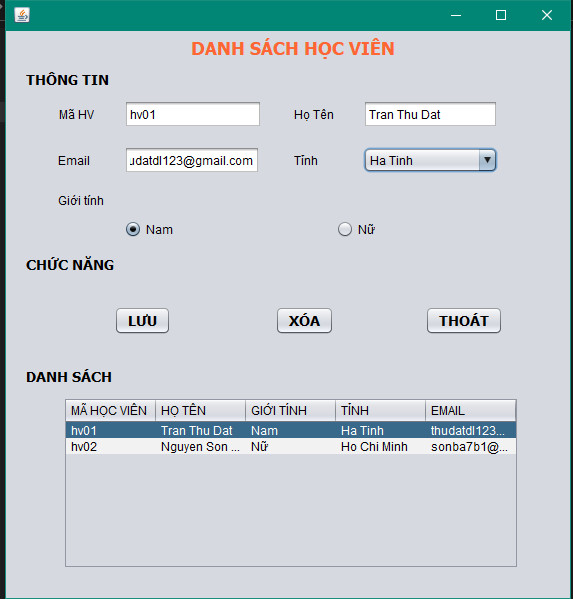 DANH SÁCH HỌC VIÊN
THÔNG TIN
Mã HV hv01 Họ Tên Tran Thu Dat
Email udatdl123@gmail.com Tỉnh Ha Tinh
Giới tính
Nam Nữ
CHỨC NĂNG
LƯU XÓA THOÁT
DANH SÁCH
MÃ HỌC VIÊN HỌ TÊN GIỚI TÍNH TỈNH EMAIL
hv01 Tran Thu Dat Nam Ha Tinh thudatdl123...
hv02 Nguyen Son ... Nữ Ho Chi Minh sonba7b1@...